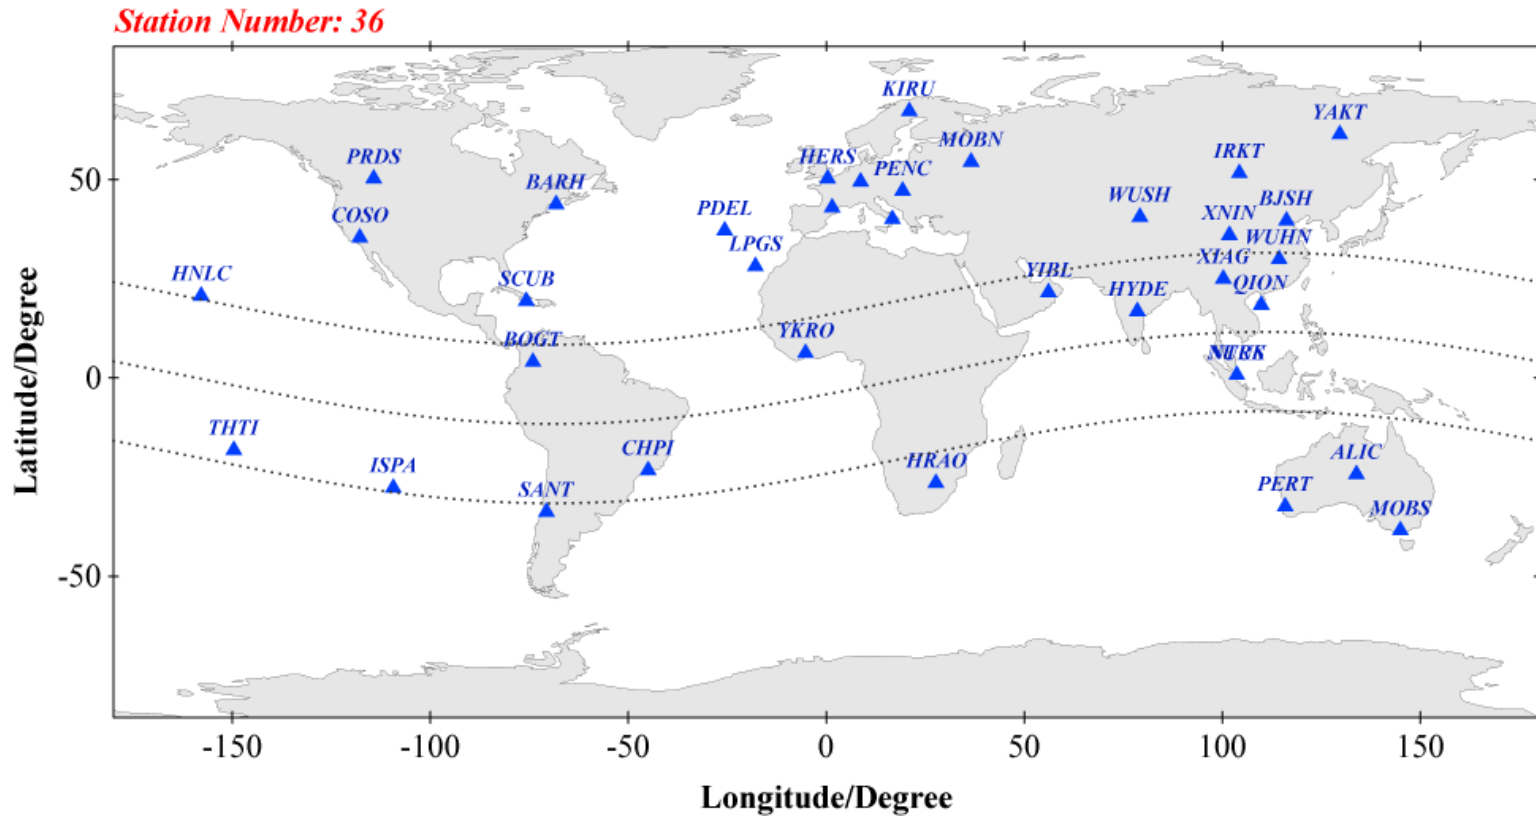 Station Number: 36
KIRU
YAKT
MOBN
IRKT
PRDS
HERS
PENC
BARH
WUSH
BJSH
COSO
PDEL
XNIN
WUHN
LPGS
XIAG
HNLC
SCUB
YIBL
HYDE
QION
BOGT
YKRO
THTI
CHPI
ISPA
HRAO
ALIC
SANT
PERT
MOBS
50
0
-50
Latitude/Degree
-150
-100
-50
0
50
100
150
Longitude/Degree